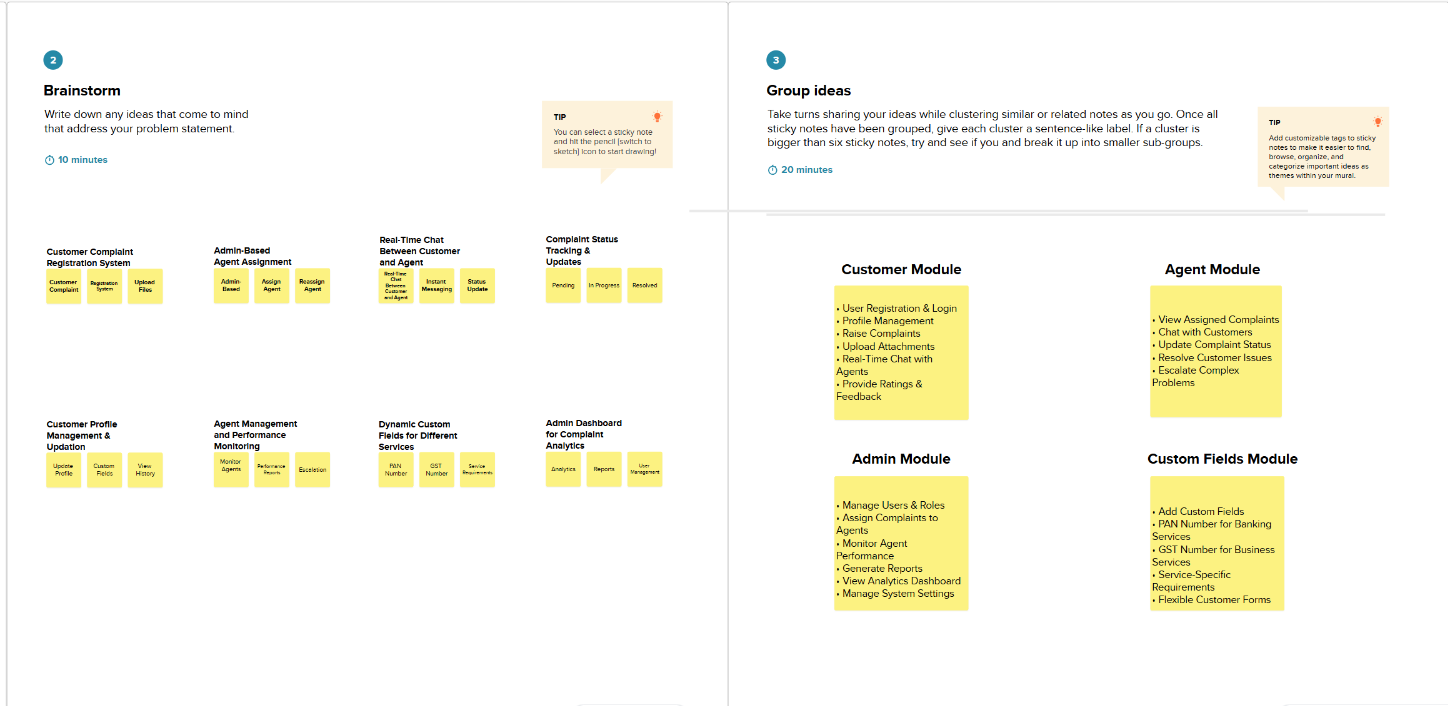 2
Brainstorm
Write down any ideas that come to mind
that address your problem statement.
10 minutes
TIP
You can select a sticky note
and hit the pencil [switch to
sketch] icon to start drawing!
Customer Complaint
Registration System
Customer
Complaint
Registration
System
Upload
Files
Admin-Based
Agent Assignment
Admin-
Based
Assign
Agent
Reassign
Agent
Real-Time Chat
Between Customer
and Agent
Real-Time
Chat
Between
Customer
and Agent
Instant
Messaging
Status
Update
Complaint Status
Tracking &
Updates
Pending
In Progress
Resolved
Customer Profile
Management &
Updation
Update
Profile
Custom
Fields
View
History
Agent Management
and Performance
Monitoring
Monitor
Agents
Performance
Reports
Escelation
Dynamic Custom
Fields for Different
Services
PAN
Number
GST
Number
Service
Requirements
Admin Dashboard
for Complaint
Analytics
Analytics
Reports
User
Management
3
Group ideas
Take turns sharing your ideas while clustering similar or related notes as you go. Once all
sticky notes have been grouped, give each cluster a sentence-like label. If a cluster is
bigger than six sticky notes, try and see if you and break it up into smaller sub-groups.
20 minutes
TIP
Add customizable tags to sticky
notes to make it easier to find,
browse, organize, and
categorize important ideas as
themes within your mural.
Customer Module
• User Registration & Login
• Profile Management
• Raise Complaints
• Upload Attachments
• Real-Time Chat with
Agents
• Provide Ratings &
Feedback
Agent Module
• View Assigned Complaints
• Chat with Customers
• Update Complaint Status
• Resolve Customer Issues
• Escalate Complex
Problems
Admin Module
• Manage Users & Roles
• Assign Complaints to
Agents
• Monitor Agent
Performance
• Generate Reports
• View Analytics Dashboard
• Manage System Settings
Custom Fields Module
• Add Custom Fields
• PAN Number for Banking
Services
• GST Number for Business
Services
• Service-Specific
Requirements
• Flexible Customer Forms